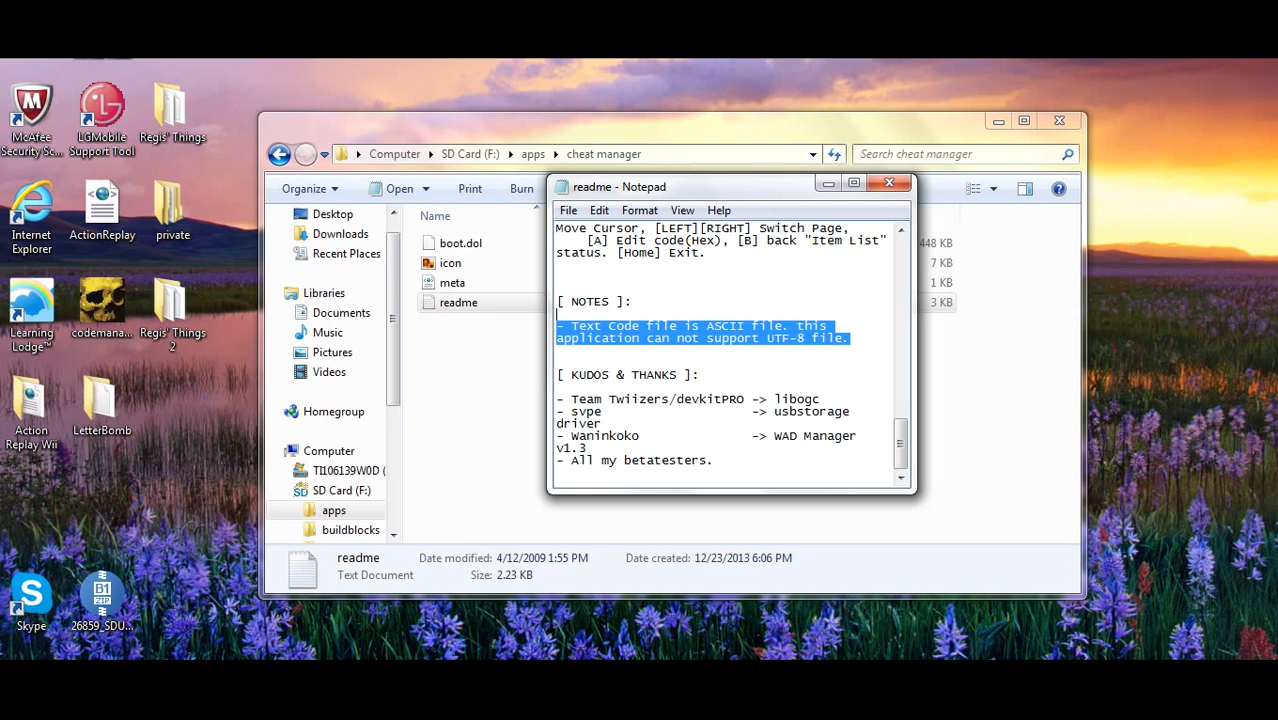 McAfee
Security Sc...
LGMobile
Support Tool
Regis' Things
Internet
Explorer
ActionReplay
private
Learning
Lodge™
codemana...
Regis' Things
2
Action
Replay Wii
LetterBomb
Skype
B1
ZIP
26859_SDU...
Computer
SD Card (F:)
apps
cheat manager
Search cheat manager
Organize
Open
Print
Burn
Desktop
Downloads
Recent Places
Libraries
Documents
Music
Pictures
Videos
Homegroup
Computer
TI106139W0D (
SD Card (F:)
apps
buildblocks
Name
boot.dol
448 KB
icon
7 KB
meta
1 KB
readme
3 KB
readme - Notepad
File Edit Format View Help
Move Cursor, [LEFT][RIGHT] Switch Page,
[A] Edit code(Hex), [B] back "Item List"
status. [Home] Exit.
[ NOTES ]:
- Text Code file is ASCII file. this
application can not support UTF-8 file.
[ KUDOS & THANKS ]:
- Team Twiizers/devkitPRO -> libogc
- svpe -> usbstorage
driver
- Waninkoko -> WAD Manager
v1.3
- All my betatesters.
readme
Date modified: 4/12/2009 1:55 PM
Date created: 12/23/2013 6:06 PM
Text Document
Size: 2.23 KB